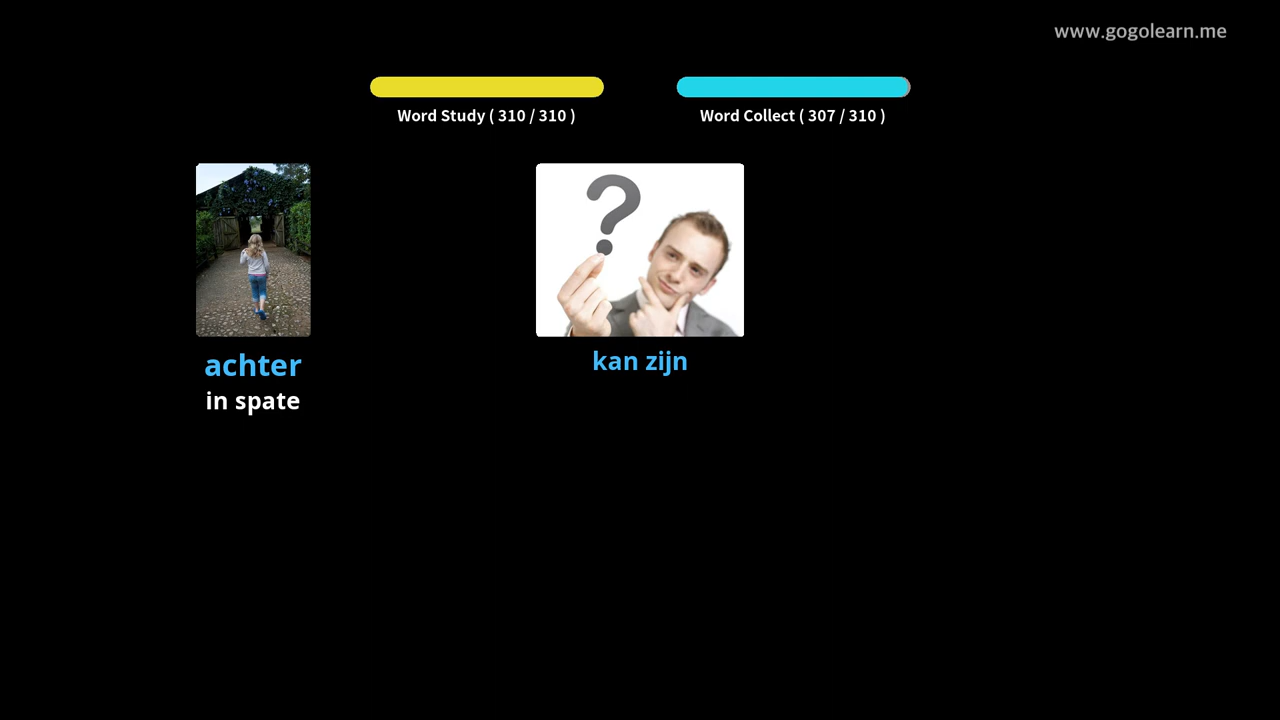 www.gogolearn.me
Word Study ( 310 / 310 )
Word Collect ( 307 / 310 )
?
achter
in spate
kan zijn